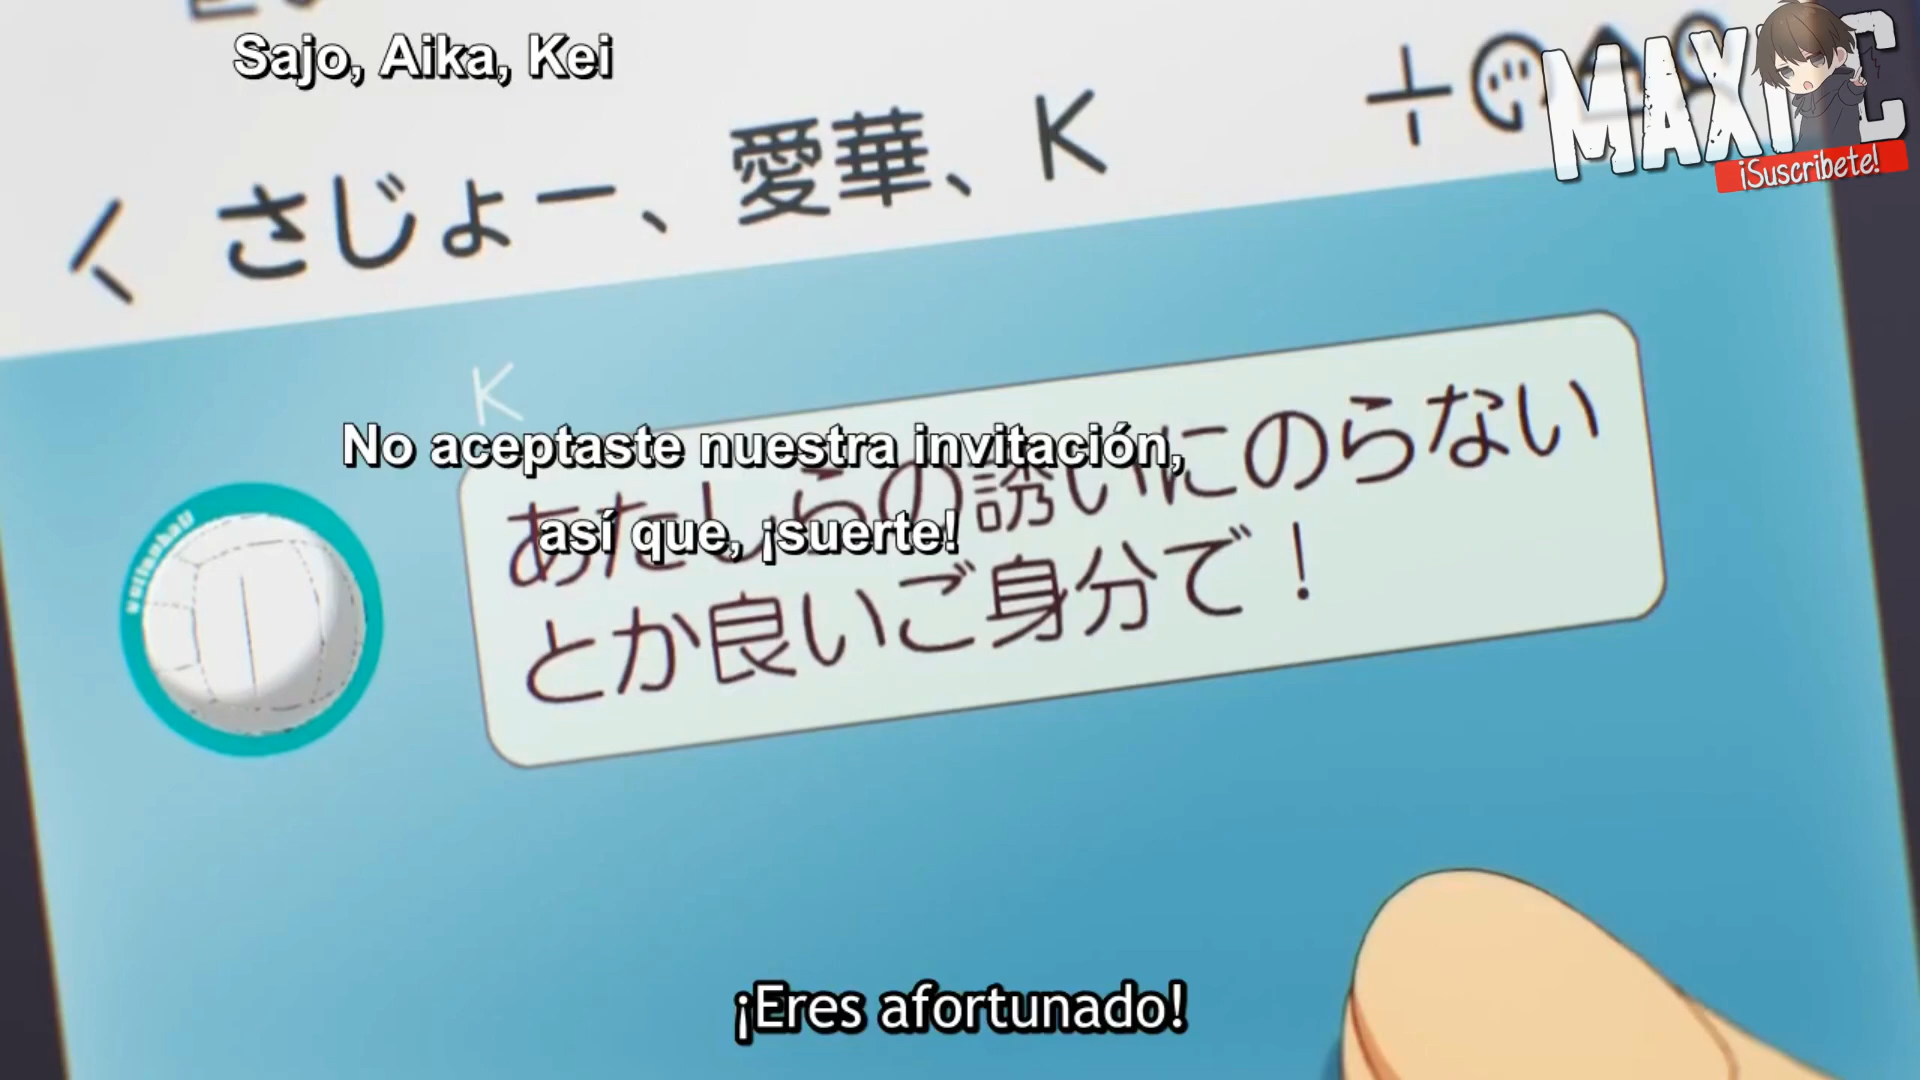 Sajo, Aika, Kei
MAXI C
¡Suscribete!
く さじょー、愛華、K
K
No aceptaste nuestra invitación,
así que, ¡suerte!
あたしらの誘いにのらない
とか良いご身分で！
¡Eres afortunado!